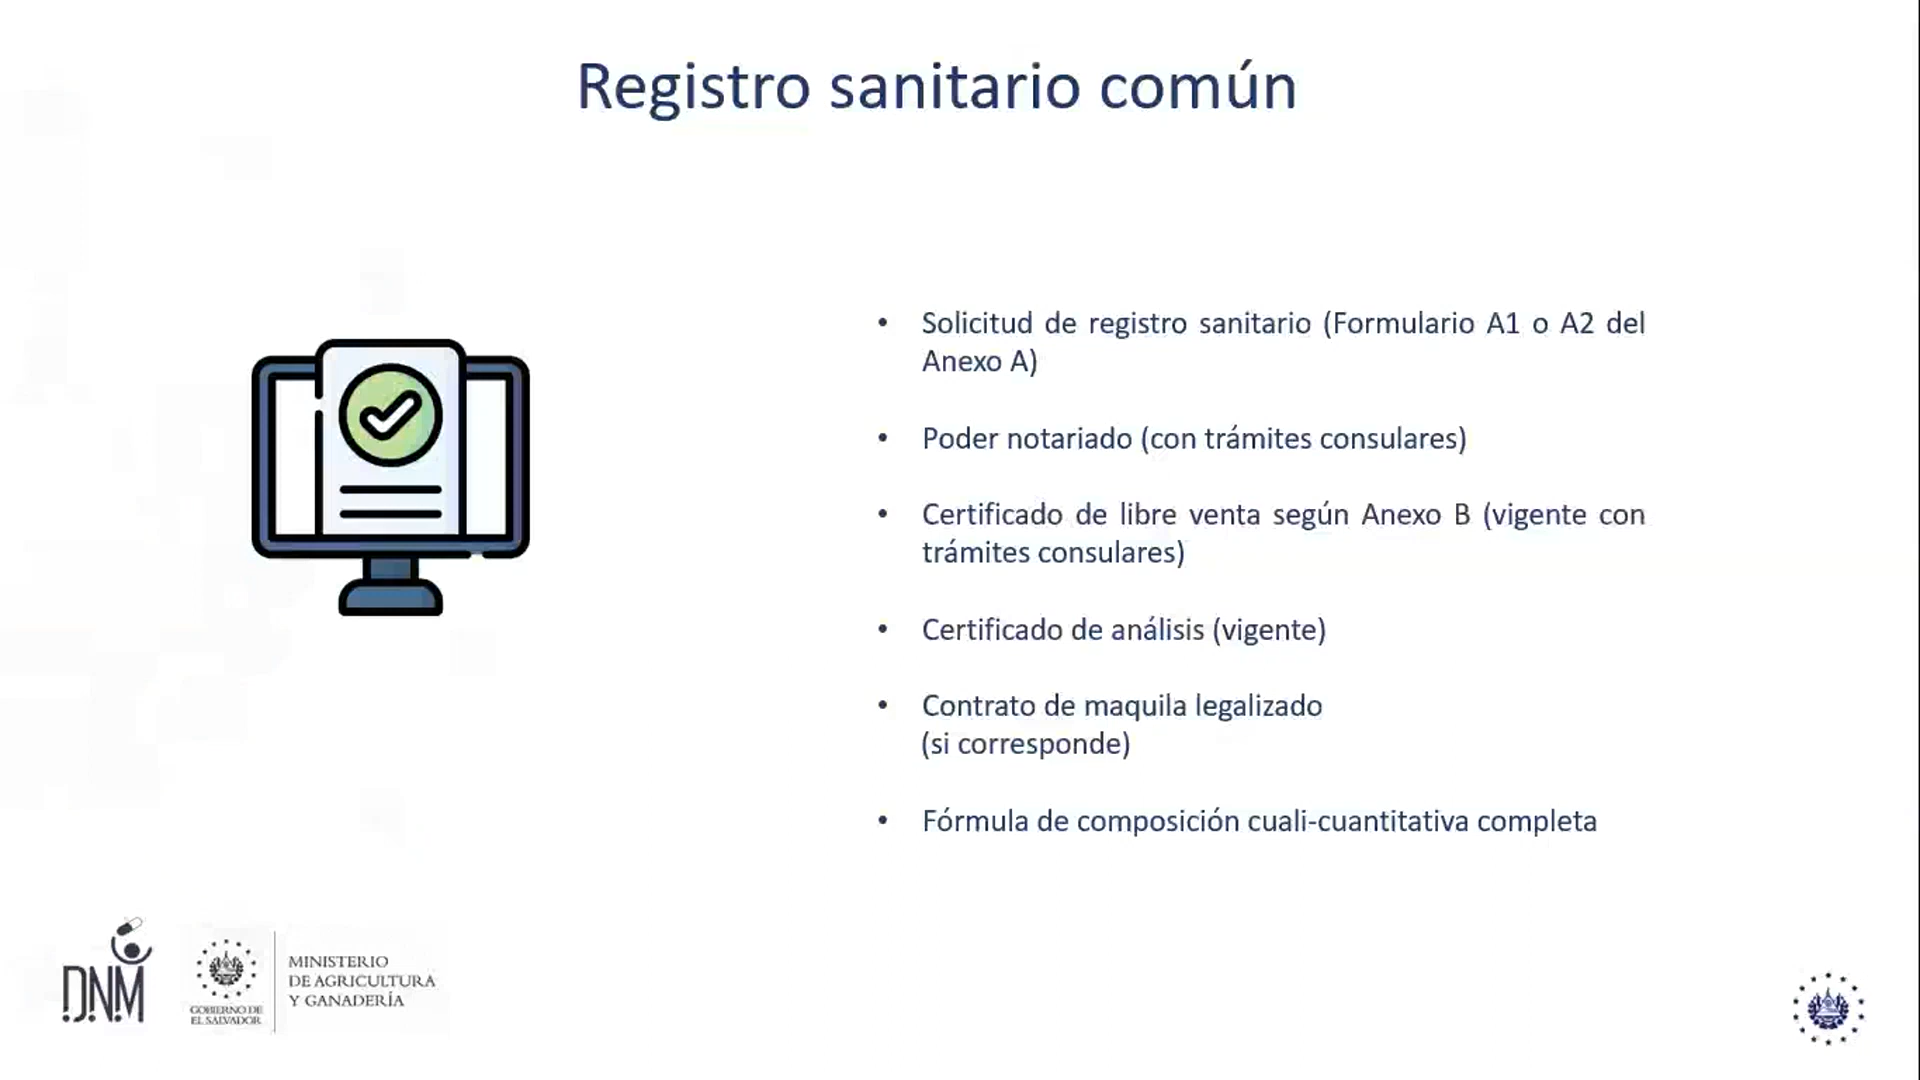 Registro sanitario común
• Solicitud de registro sanitario (Formulario A1 o A2 del
Anexo A)
• Poder notariado (con trámites consulares)
• Certificado de libre venta según Anexo B (vigente con
trámites consulares)
• Certificado de análisis (vigente)
• Contrato de maquila legalizado
(si corresponde)
• Fórmula de composición cuali-cuantitativa completa
D.N.M
GOBIERNO DE
EL SALVADOR
MINISTERIO
DE AGRICULTURA
Y GANADERÍA